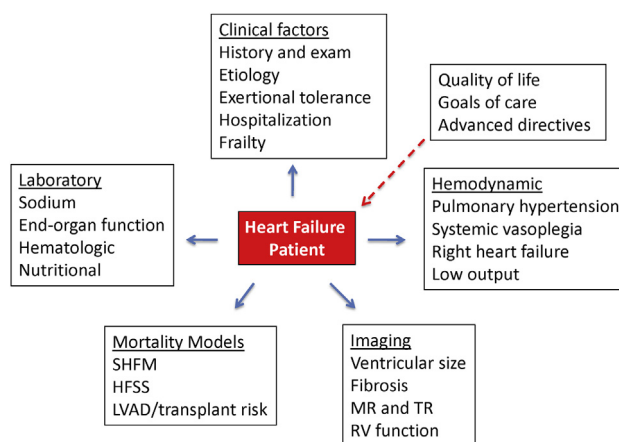 Clinical factors
History and exam
Etiology
Exertional tolerance
Hospitalization
Frailty
Quality of life
Goals of care
Advanced directives
Laboratory
Sodium
End-organ function
Hematologic
Nutritional
Heart Failure
Patient
Hemodynamic
Pulmonary hypertension
Systemic vasoplegia
Right heart failure
Low output
Mortality Models
SHFM
HFSS
LVAD/transplant risk
Imaging
Ventricular size
Fibrosis
MR and TR
RV function